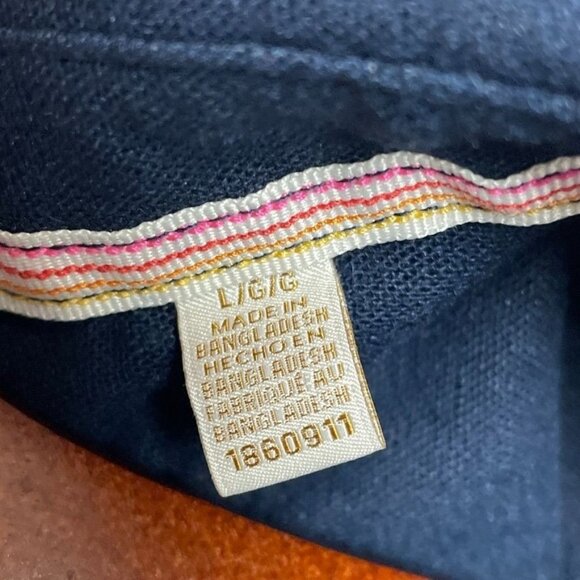 L/G/G
MADE IN
BANGLADESH
HECHO EN
BANGLADESH
FABRIQUE AU
BANGLADESH
1860911